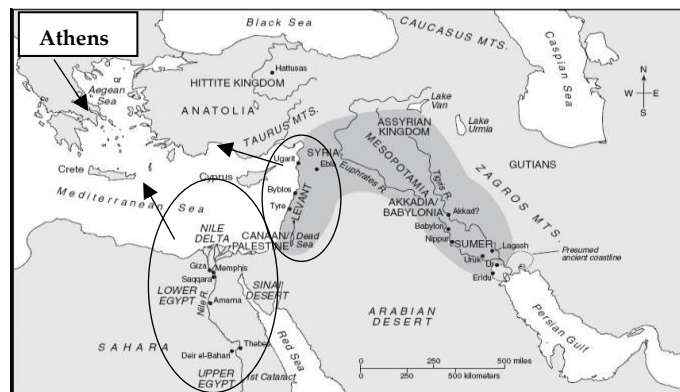 Athens
Black Sea
CAUCASUS MTS.
Caspian Sea
Hattusas
HITTITE KINGDOM
Aegean
Sea
ANATOLIA
TAURUS MTS.
Lake
Van
Lake
Urmia
N
W
E
S
ASSYRIAN
KINGDOM
MESOPOTAMIA
Tigris R.
GUTIANS
ZAGROS MTS.
Ugarit
SYRIA
Ebla
Euphrates R.
Crete
Cyprus
Mediterranean Sea
Byblos
Tyre
LEVANT
AKKADIA/
BABYLONIA
Akkad?
Babylon
Nippur
SUMER
Lagash
Uruk
Ur
Eridu
Presumed
ancient coastline
NILE
DELTA
CANAAN/
PALESTINE
Dead
Sea
Giza
Memphis
Saqqara
LOWER
EGYPT
SINAI
DESERT
Amarna
Nile R.
ARABIAN
DESERT
Persian Gulf
Red Sea
SAHARA
Thebes
Deir el-Bahari
UPPER
EGYPT
1st Cataract
0
500 miles
0
500 kilometers